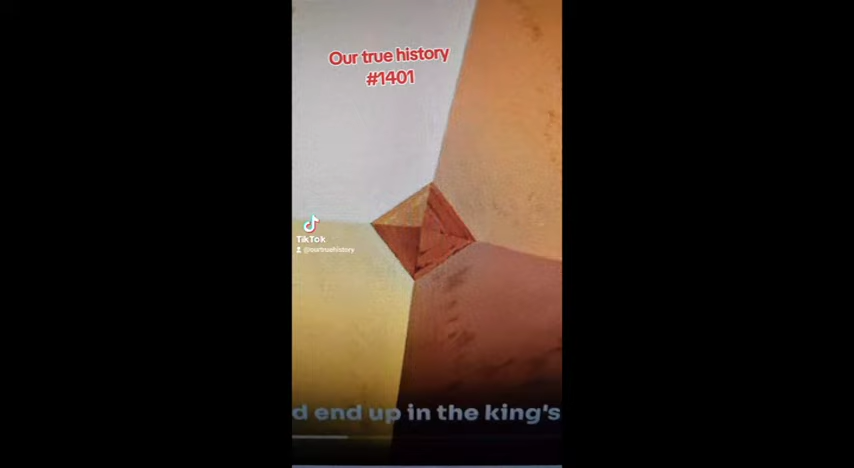 Our true history
#1401
TikTok
@ourtruehistory
d end up in the king's